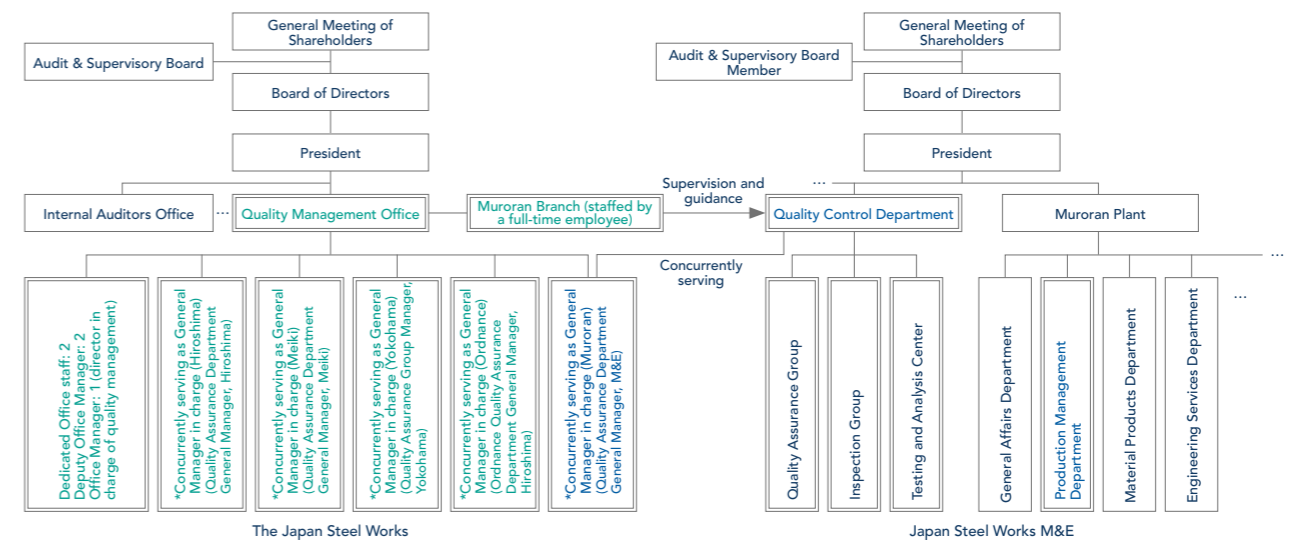 General Meeting of
Shareholders
Audit & Supervisory Board
Board of Directors
President
Internal Auditors Office
...
Quality Management Office
Muroran Branch (staffed by
a full-time employee)
Supervision and
guidance
Concurrently
serving
Dedicated Office staff: 2
Deputy Office Manager: 2
Office Manager: 1 (director in
charge of quality management)
*Concurrently serving as General
Manager in charge (Hiroshima)
(Quality Assurance Department
General Manager, Hiroshima)
*Concurrently serving as General
Manager in charge (Meiki)
(Quality Assurance Department
General Manager, Meiki)
*Concurrently serving as General
Manager in charge (Yokohama)
(Quality Assurance Group Manager,
Yokohama)
*Concurrently serving as General
Manager in charge (Ordnance)
(Ordnance Quality Assurance
Department General Manager,
Hiroshima)
*Concurrently serving as General
Manager in charge (Muroran)
(Quality Assurance Department
General Manager, M&E)
The Japan Steel Works
General Meeting of
Shareholders
Audit & Supervisory Board
Member
Board of Directors
President
...
Quality Control Department
Muroran Plant
...
Quality Assurance Group
Inspection Group
Testing and Analysis Center
General Affairs Department
Production Management
Department
Material Products Department
Engineering Services Department
...
Japan Steel Works M&E